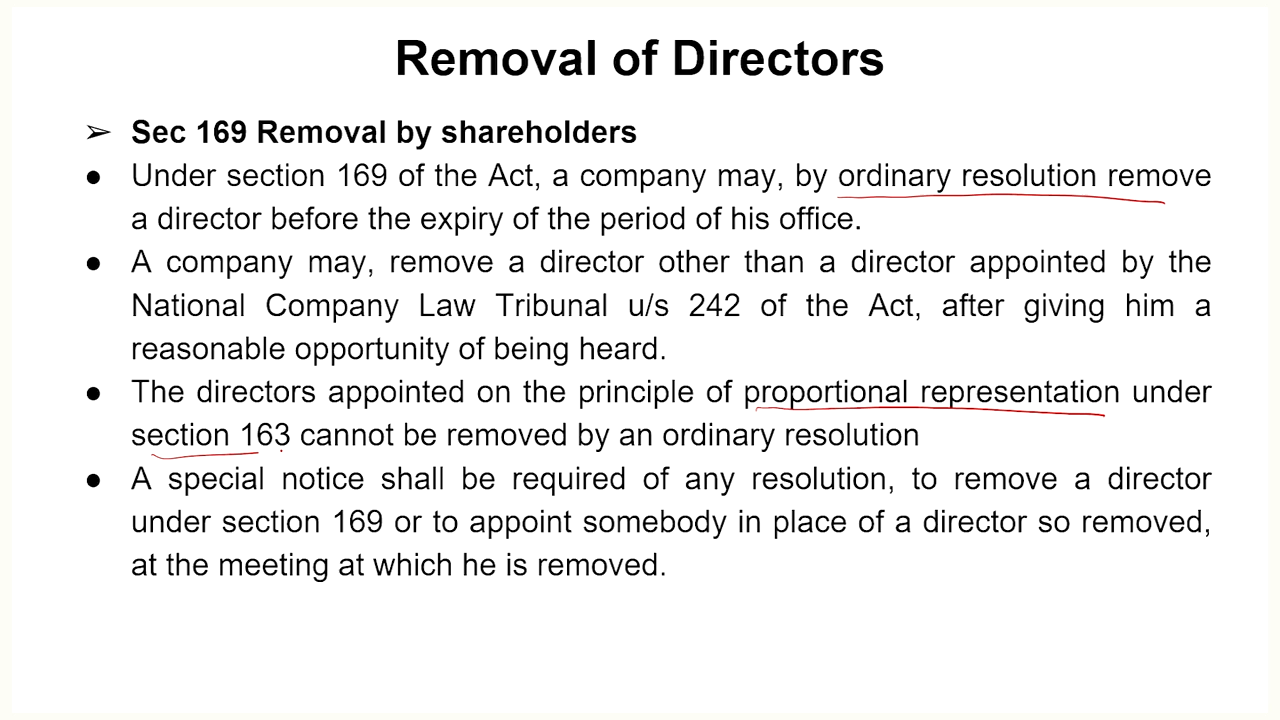 Removal of Directors
➢ Sec 169 Removal by shareholders
● Under section 169 of the Act, a company may, by ordinary resolution remove
a director before the expiry of the period of his office.
● A company may, remove a director other than a director appointed by the
National Company Law Tribunal u/s 242 of the Act, after giving him a
reasonable opportunity of being heard.
● The directors appointed on the principle of proportional representation under
section 163 cannot be removed by an ordinary resolution
● A special notice shall be required of any resolution, to remove a director
under section 169 or to appoint somebody in place of a director so removed,
at the meeting at which he is removed.